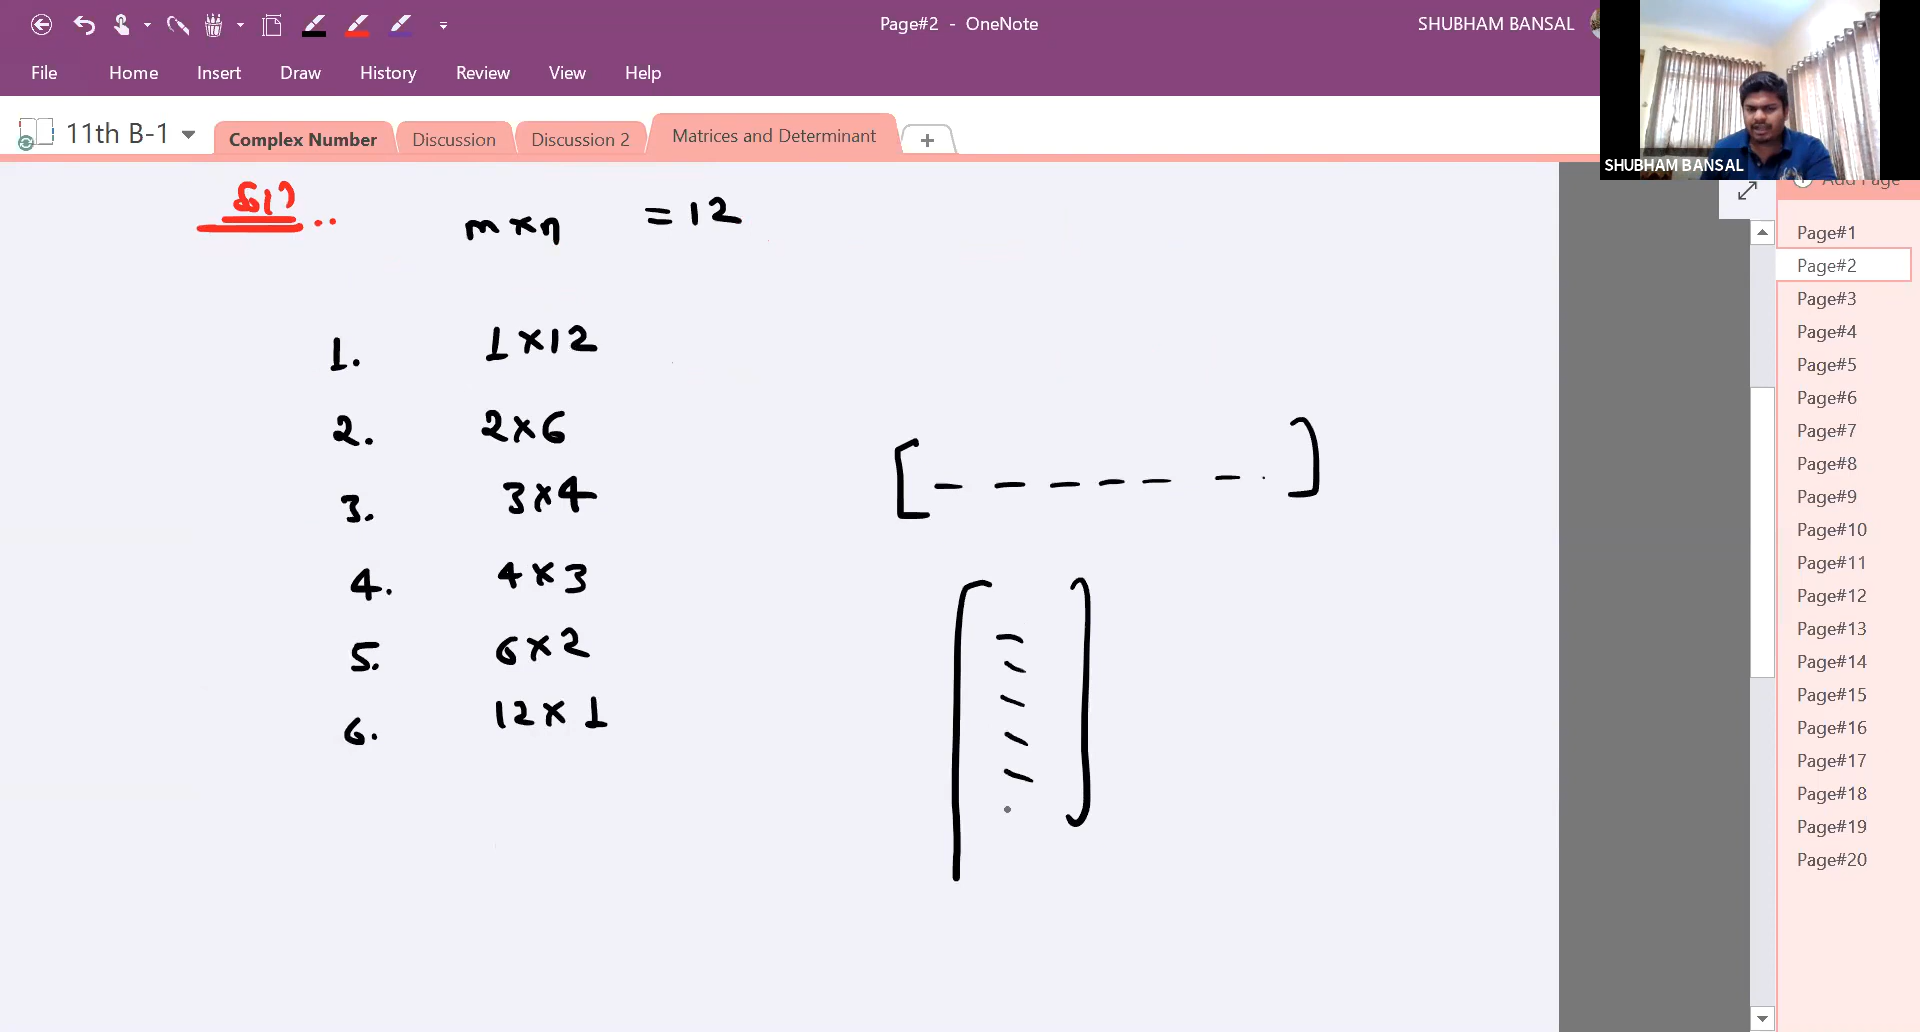 Page#2 - OneNote
SHUBHAM BANSAL
File Home Insert Draw History Review View Help
11th B-1
Complex Number
Discussion
Discussion 2
Matrices and Determinant
SHUBHAM BANSAL
Add Page
m×n = 12
1. 1×12
2. 2×6
3. 3×4
4. 4×3
5. 6×2
6. 12×1
Page#1
Page#2
Page#3
Page#4
Page#5
Page#6
Page#7
Page#8
Page#9
Page#10
Page#11
Page#12
Page#13
Page#14
Page#15
Page#16
Page#17
Page#18
Page#19
Page#20